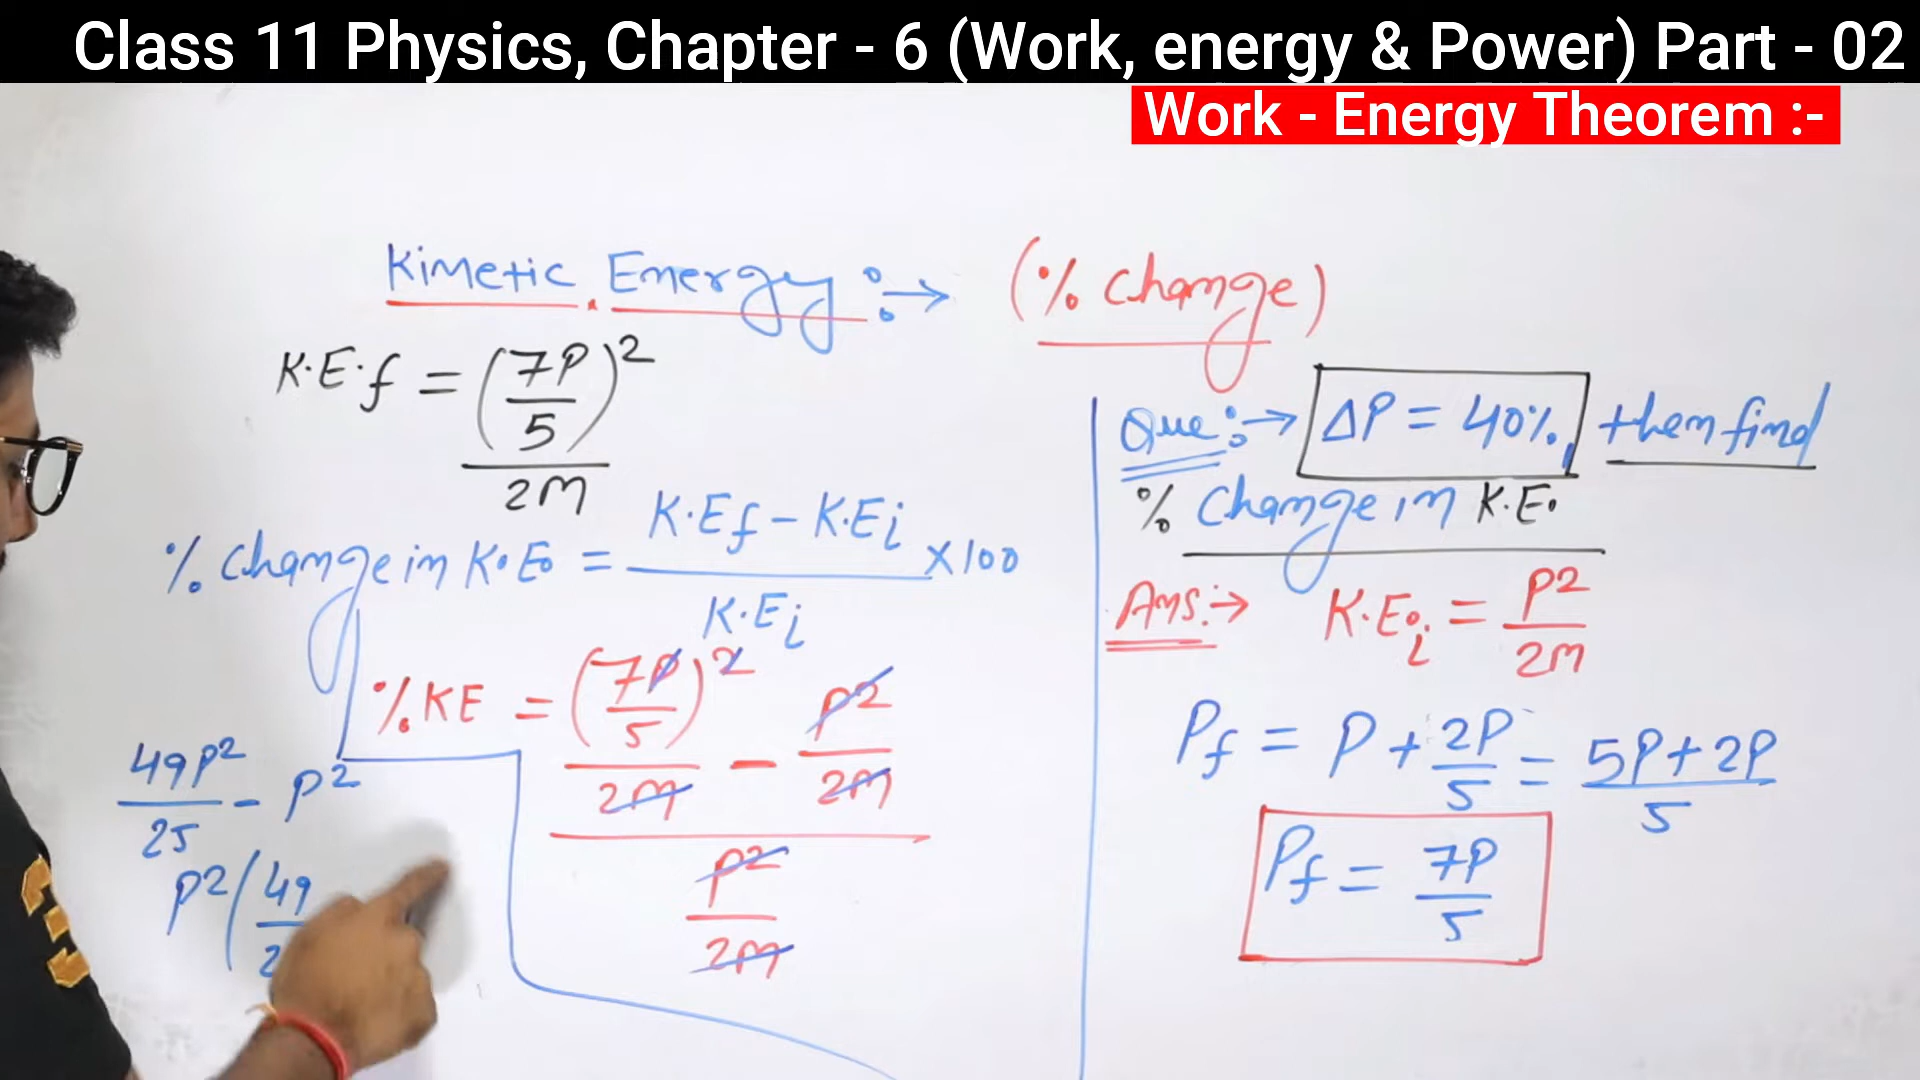 Class 11 Physics, Chapter - 6 (Work, energy & Power) Part - 02
Work - Energy Theorem :-
Kinetic Energy :→ (% Change)
K.E.f = (7P/5)² / 2m
% Change in K.E. = (K.Ef - K.Ei) / K.Ei × 100
%KE = ((7P/5)² / 2m - P² / 2m) / (P² / 2m)
49P²/25 - P²
P²(49/2
Que :→ ΔP = 40%, then find
% Change in K.E.
Ans :→ K.E.i = P²/2m
Pf = P + 2P/5 = (5P + 2P)/5
Pf = 7P/5